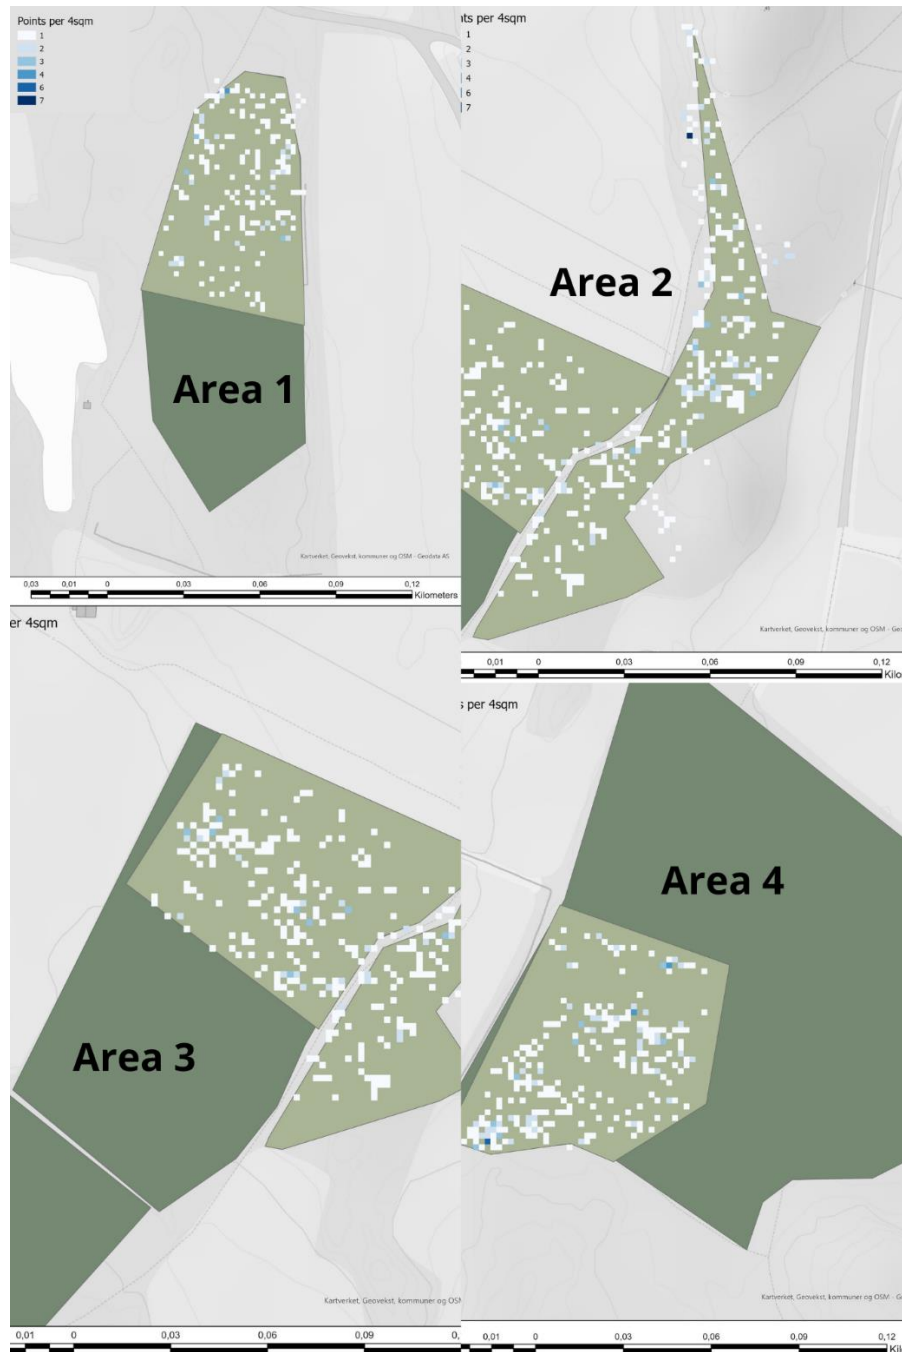 Points per 4sqm
1
2
3
4
6
7
Area 1
Kartverket, Geovekst, kommuner og OSM - Geodata AS
0,03 0,01 0 0,03 0,06 0,09 0,12
Kilometers
nts per 4sqm
1
2
3
4
6
7
Area 2
Kartverket, Geovekst, kommuner og OSM - Geo
0,01 0 0,03 0,06 0,09 0,12
Kilo
er 4sqm
Area 3
Kartverket, Geovekst, kommuner og OSM
0,01 0 0,03 0,06 0,09 0,
s per 4sqm
Area 4
Kartverket, Geovekst, kommuner og OSM - G
0,01 0 0,03 0,06 0,09 0,12
Kil